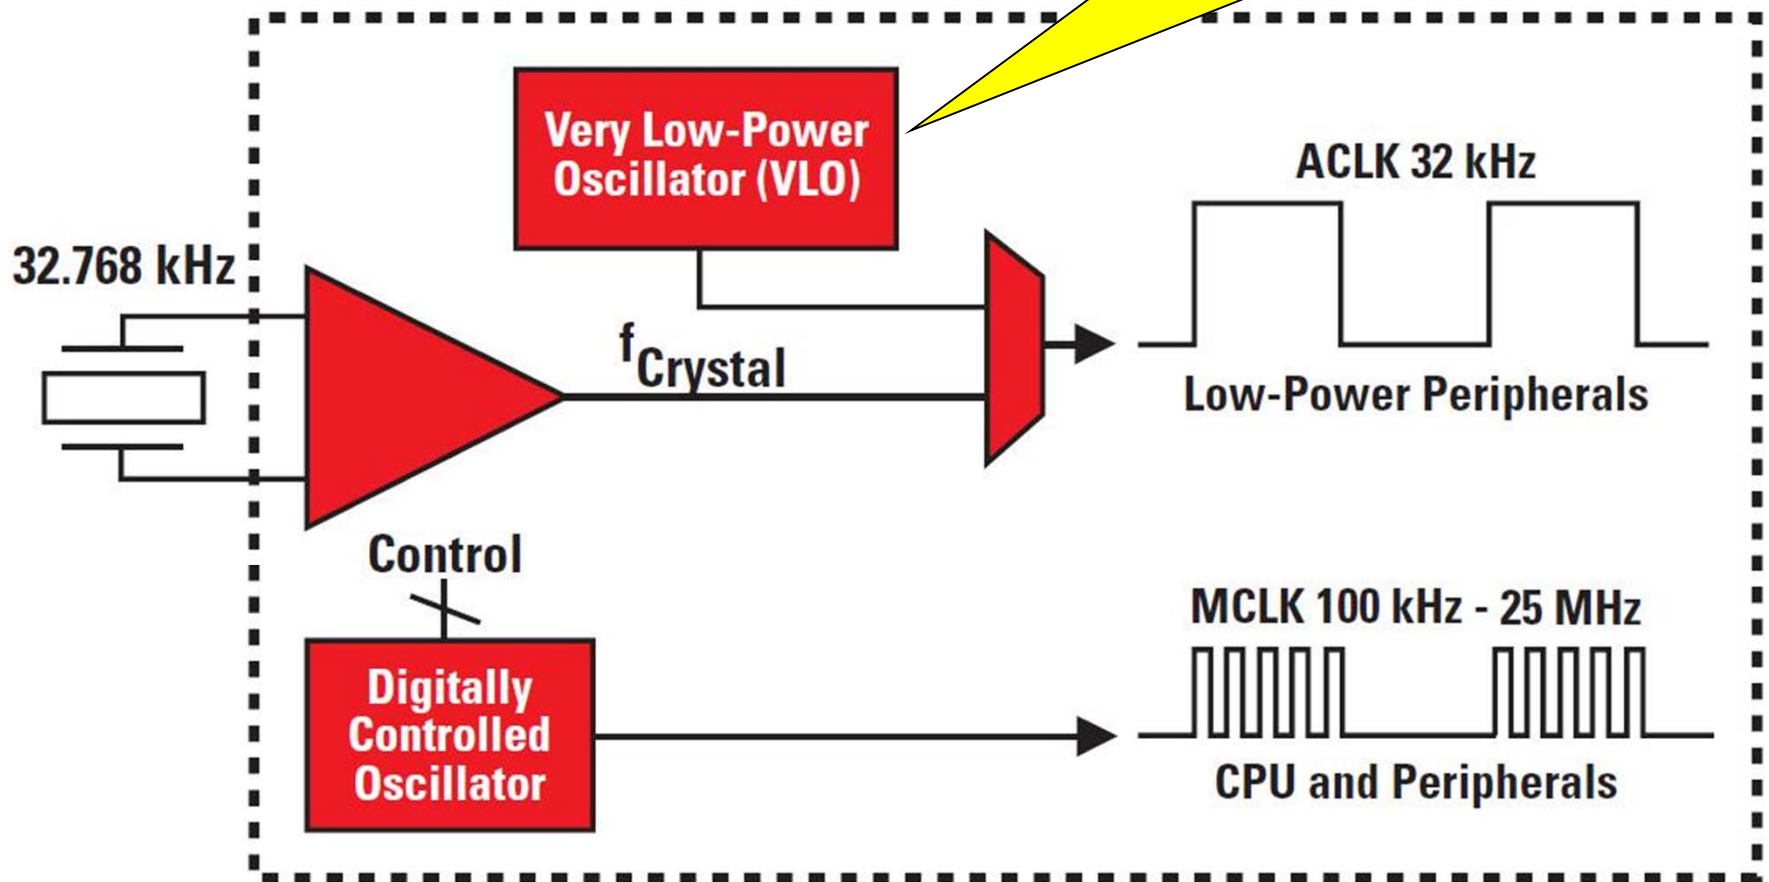 Very Low-Power
Oscillator (VLO)
ACLK 32 kHz
32.768 kHz
fCrystal
Low-Power Peripherals
Control
MCLK 100 kHz - 25 MHz
Digitally
Controlled
Oscillator
CPU and Peripherals